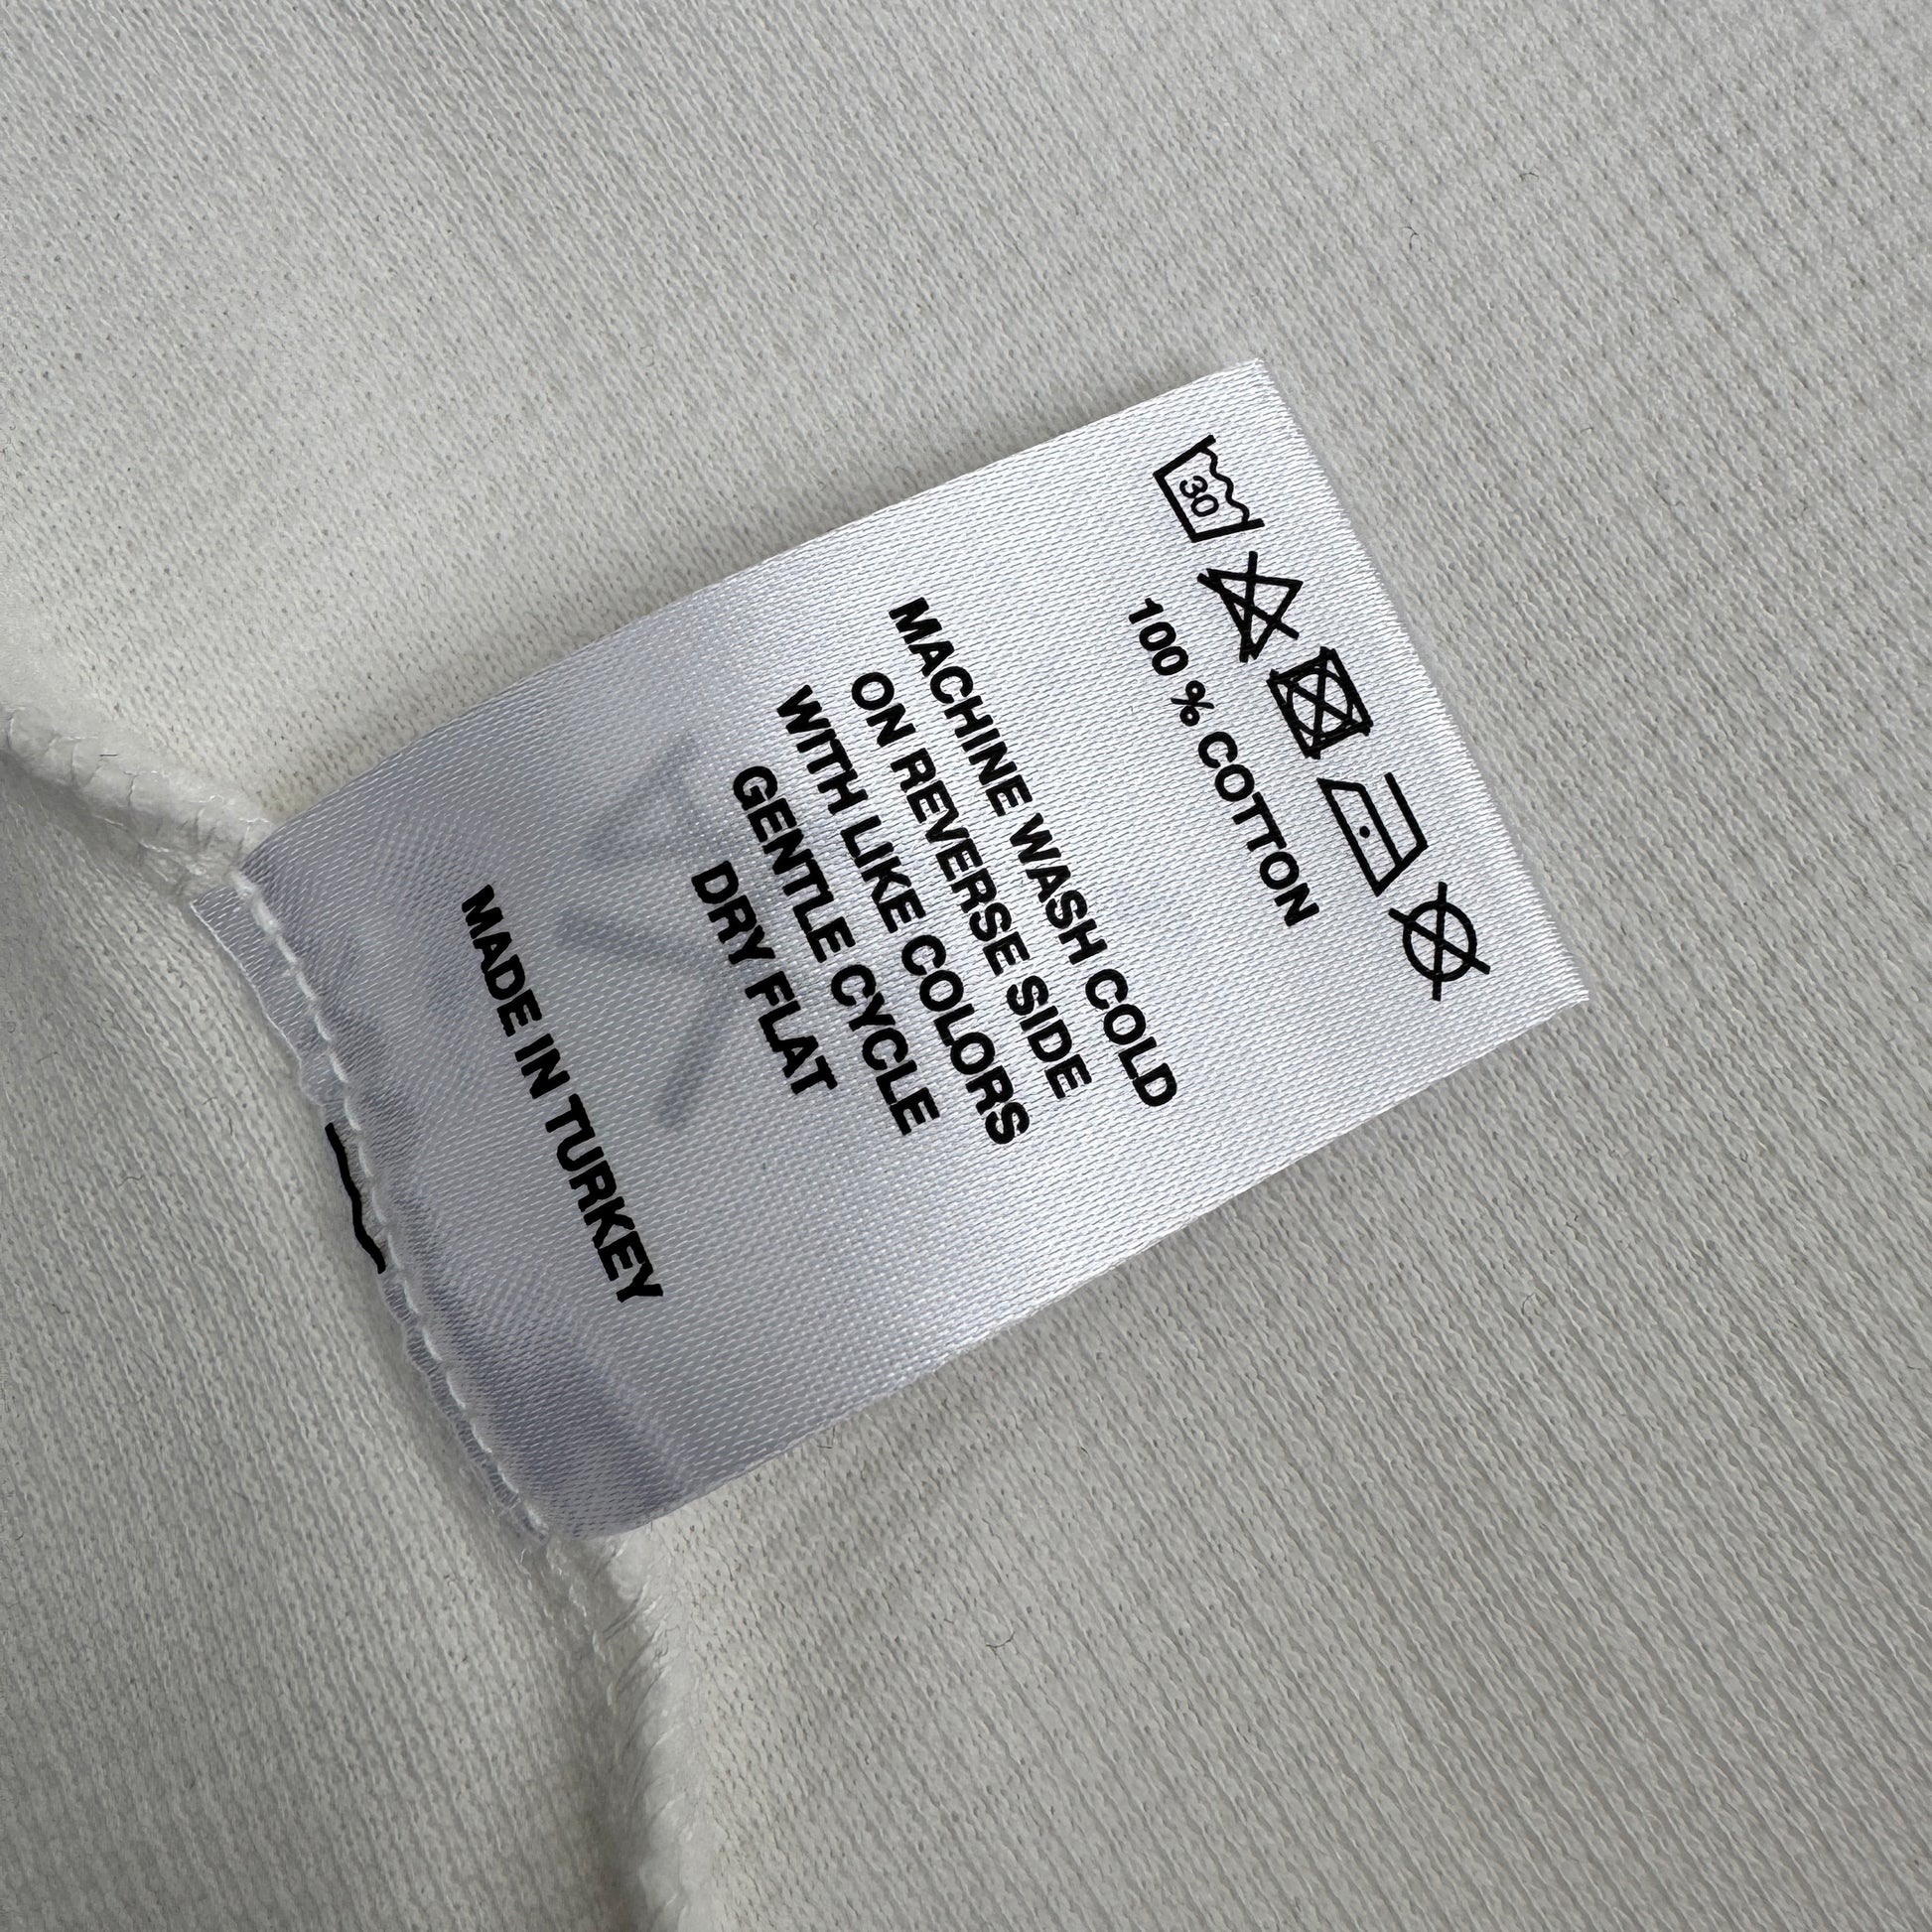 30
100 % COTTON
MACHINE WASH COLD
ON REVERSE SIDE
WITH LIKE COLORS
GENTLE CYCLE
DRY FLAT
MADE IN TURKEY